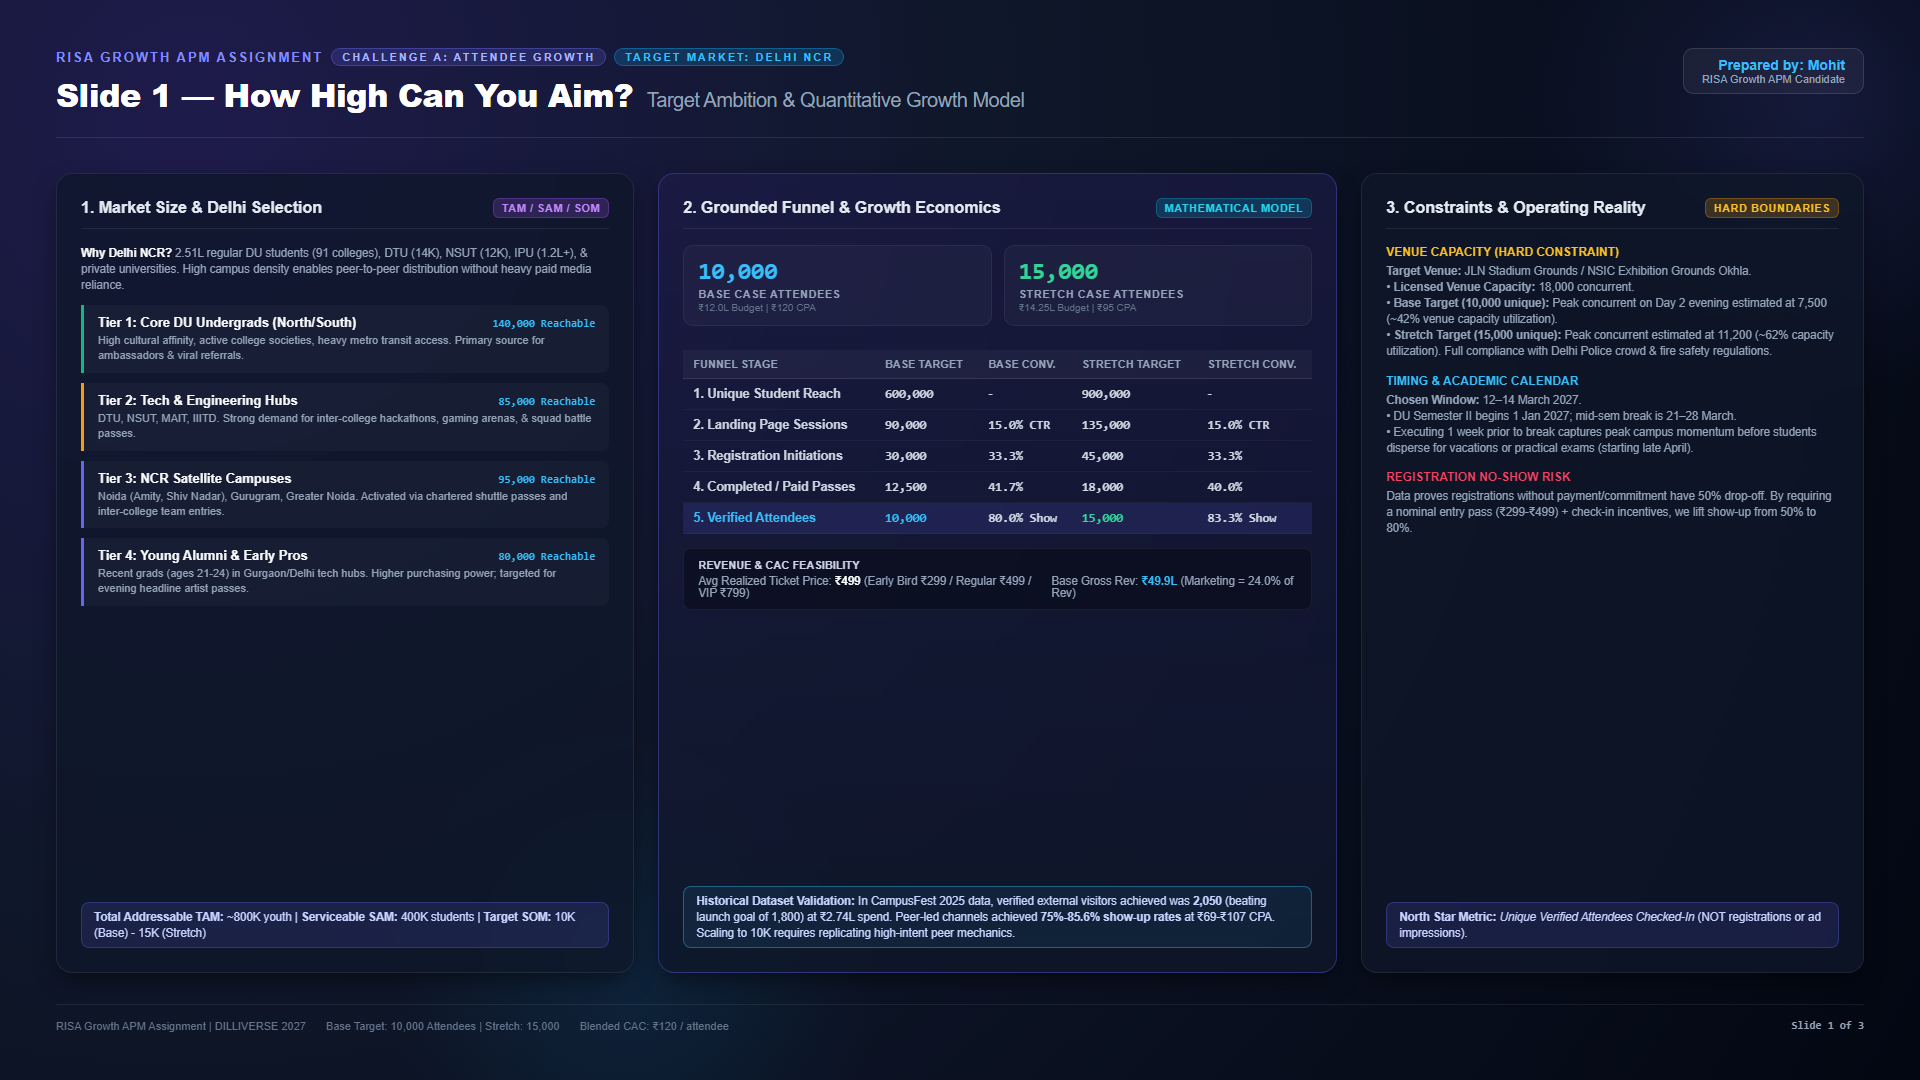 RISA GROWTH APM ASSIGNMENT CHALLENGE A: ATTENDEE GROWTH TARGET MARKET: DELHI NCR
Slide 1 — How High Can You Aim? Target Ambition & Quantitative Growth Model
Prepared by: Mohit
RISA Growth APM Candidate
1. Market Size & Delhi Selection TAM / SAM / SOM
Why Delhi NCR? 2.51L regular DU students (91 colleges), DTU (14K), NSUT (12K), IPU (1.2L+), &
private universities. High campus density enables peer-to-peer distribution without heavy paid media
reliance.
Tier 1: Core DU Undergrads (North/South) 140,000 Reachable
High cultural affinity, active college societies, heavy metro transit access. Primary source for
ambassadors & viral referrals.
Tier 2: Tech & Engineering Hubs 85,000 Reachable
DTU, NSUT, MAIT, IIITD. Strong demand for inter-college hackathons, gaming arenas, & squad battle
passes.
Tier 3: NCR Satellite Campuses 95,000 Reachable
Noida (Amity, Shiv Nadar), Gurugram, Greater Noida. Activated via chartered shuttle passes and
inter-college team entries.
Tier 4: Young Alumni & Early Pros 80,000 Reachable
Recent grads (ages 21-24) in Gurgaon/Delhi tech hubs. Higher purchasing power; targeted for
evening headline artist passes.
Total Addressable TAM: ~800K youth | Serviceable SAM: 400K students | Target SOM: 10K
(Base) - 15K (Stretch)
2. Grounded Funnel & Growth Economics MATHEMATICAL MODEL
10,000
BASE CASE ATTENDEES
₹12.0L Budget | ₹120 CPA
15,000
STRETCH CASE ATTENDEES
₹14.25L Budget | ₹95 CPA
FUNNEL STAGE BASE TARGET BASE CONV. STRETCH TARGET STRETCH CONV.
1. Unique Student Reach 600,000 - 900,000 -
2. Landing Page Sessions 90,000 15.0% CTR 135,000 15.0% CTR
3. Registration Initiations 30,000 33.3% 45,000 33.3%
4. Completed / Paid Passes 12,500 41.7% 18,000 40.0%
5. Verified Attendees 10,000 80.0% Show 15,000 83.3% Show
REVENUE & CAC FEASIBILITY
Avg Realized Ticket Price: ₹499 (Early Bird ₹299 / Regular ₹499 /
VIP ₹799)
Base Gross Rev: ₹49.9L (Marketing = 24.0% of
Rev)
Historical Dataset Validation: In CampusFest 2025 data, verified external visitors achieved was 2,050 (beating
launch goal of 1,800) at ₹2.74L spend. Peer-led channels achieved 75%-85.6% show-up rates at ₹69-₹107 CPA.
Scaling to 10K requires replicating high-intent peer mechanics.
3. Constraints & Operating Reality HARD BOUNDARIES
VENUE CAPACITY (HARD CONSTRAINT)
Target Venue: JLN Stadium Grounds / NSIC Exhibition Grounds Okhla.
• Licensed Venue Capacity: 18,000 concurrent.
• Base Target (10,000 unique): Peak concurrent on Day 2 evening estimated at 7,500
(~42% venue capacity utilization).
• Stretch Target (15,000 unique): Peak concurrent estimated at 11,200 (~62% capacity
utilization). Full compliance with Delhi Police crowd & fire safety regulations.
TIMING & ACADEMIC CALENDAR
Chosen Window: 12–14 March 2027.
• DU Semester II begins 1 Jan 2027; mid-sem break is 21–28 March.
• Executing 1 week prior to break captures peak campus momentum before students
disperse for vacations or practical exams (starting late April).
REGISTRATION NO-SHOW RISK
Data proves registrations without payment/commitment have 50% drop-off. By requiring
a nominal entry pass (₹299-₹499) + check-in incentives, we lift show-up from 50% to
80%.
North Star Metric: Unique Verified Attendees Checked-In (NOT registrations or ad
impressions).
RISA Growth APM Assignment | DILLIVERSE 2027 Base Target: 10,000 Attendees | Stretch: 15,000 Blended CAC: ₹120 / attendee
Slide 1 of 3